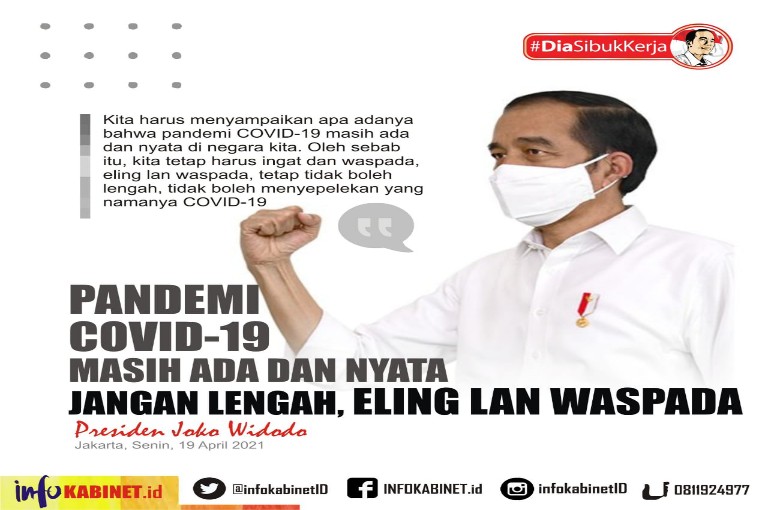 #DiaSibukKerja
Kita harus menyampaikan apa adanya
bahwa pandemi COVID-19 masih ada
dan nyata di negara kita. Oleh sebab
itu, kita tetap harus ingat dan waspada,
eling lan waspada, tetap tidak boleh
lengah, tidak boleh menyepelekan yang
namanya COVID-19
PANDEMI
COVID-19
MASIH ADA DAN NYATA
JANGAN LENGAH, ELING LAN WASPADA
Presiden Joko Widodo
Jakarta, Senin, 19 April 2021
infoKABINET.id @infokabinetID INFOKABINET.id infokabinetID 0811924977